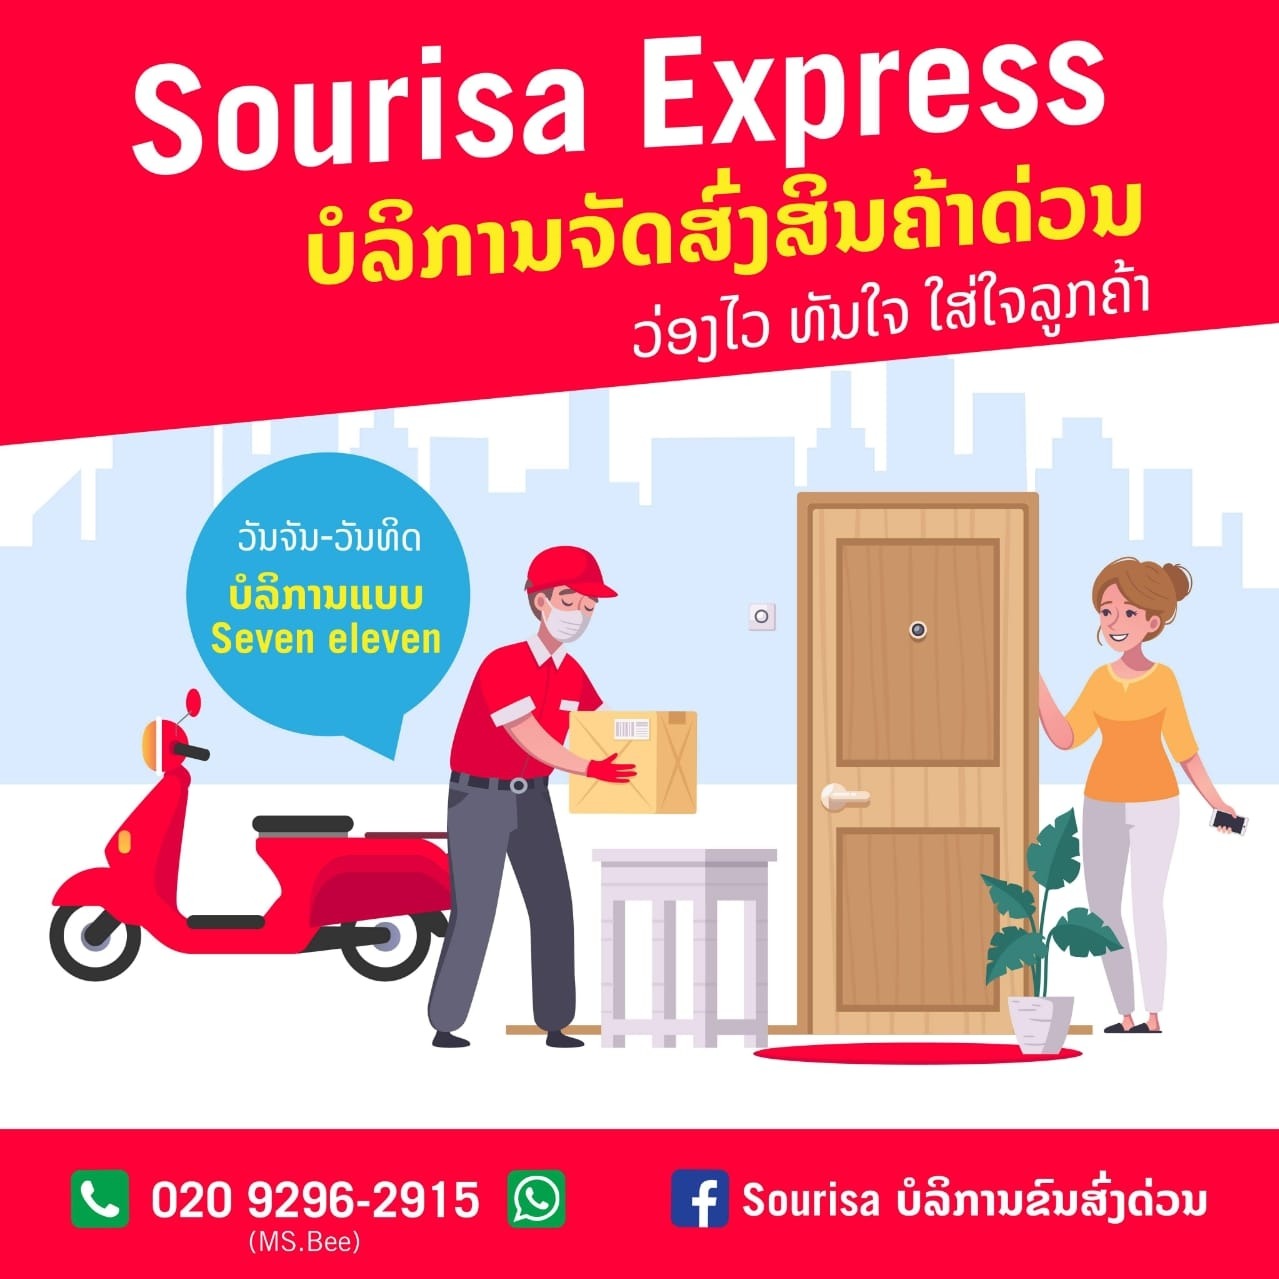 Sourisa Express
ບໍລິການຈັດສົ່ງສິນຄ້າດ່ວນ
ວ່ອງໄວ ທັນໃຈ ໃສ່ໃຈລູກຄ້າ
ວັນຈັນ-ວັນທິດ
ບໍລິການແບບ
Seven eleven
020 9296-2915
(MS.Bee)
Sourisa ບໍລິການຂົນສົ່ງດ່ວນ